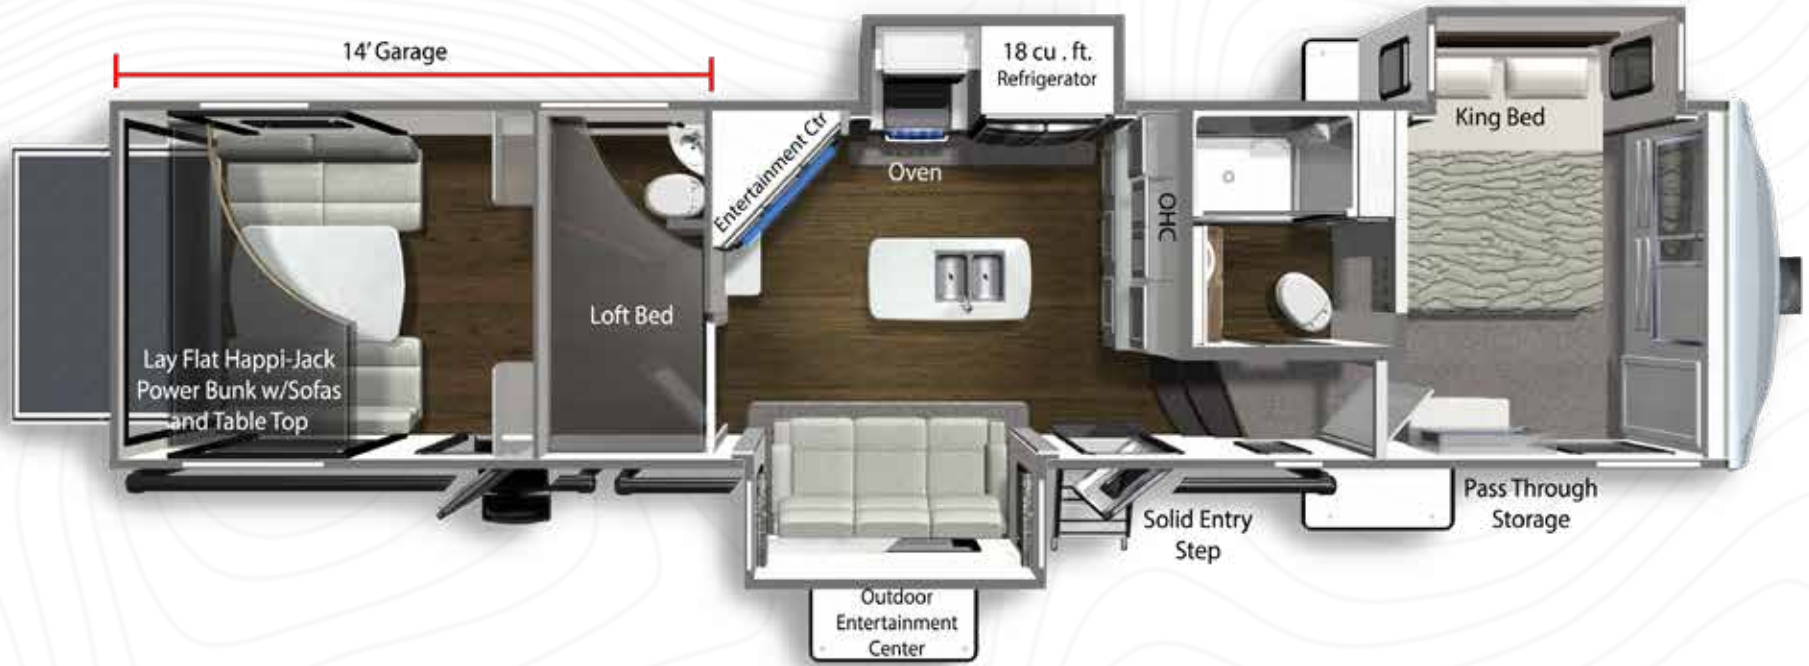 14' Garage
18 cu . ft.
Refrigerator
King Bed
Entertainment Ctr
Oven
OHC
Loft Bed
Lay Flat Happi-Jack
Power Bunk w/Sofas
and Table Top
Pass Through
Storage
Solid Entry
Step
Outdoor
Entertainment
Center